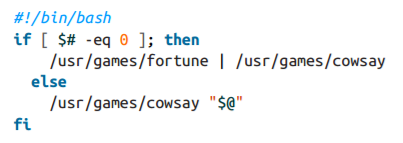 #!/bin/bash
if [ $# -eq 0 ]; then
    /usr/games/fortune | /usr/games/cowsay
  else
    /usr/games/cowsay "$@"
fi